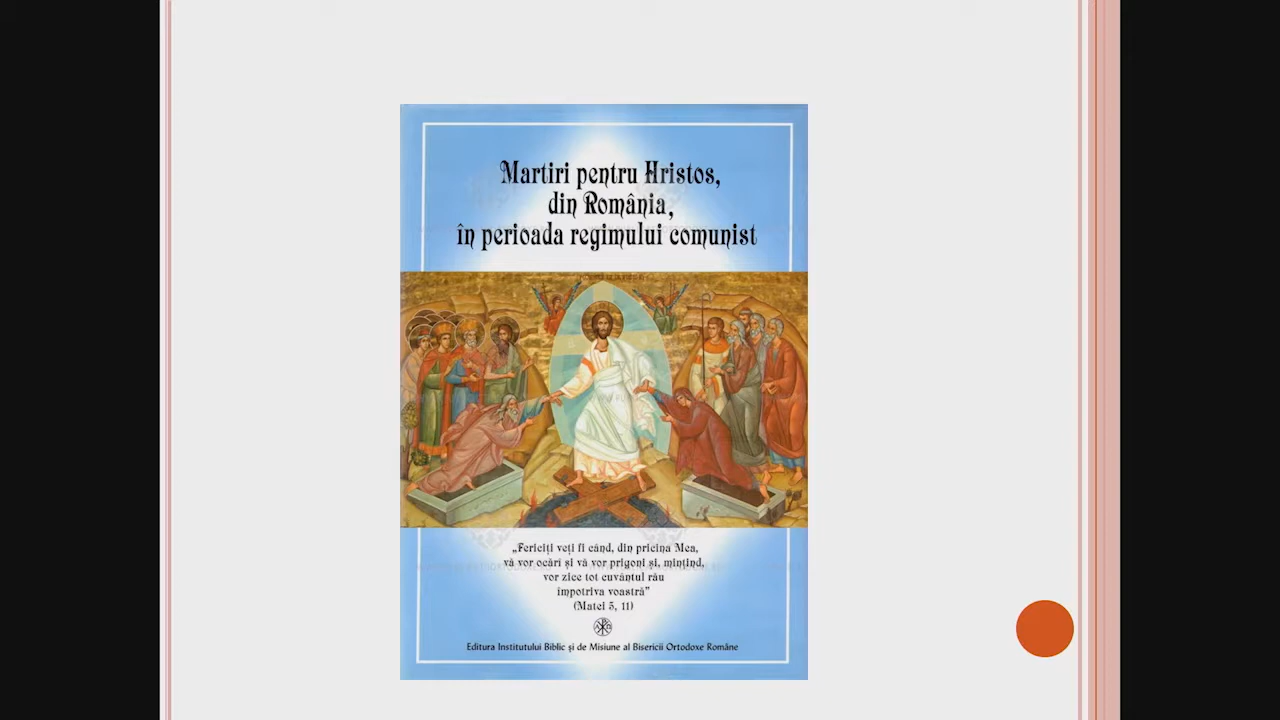 Martiri pentru Hristos,
din România,
în perioada regimului comunist
„Fericiți veți fi când, din pricina Mea,
vă vor ocărî și vă vor prigoni și, mințind,
vor zice tot cuvântul rău
împotriva voastră”
(Matei 5, 11)
Editura Institutului Biblic și de Misiune al Bisericii Ortodoxe Române